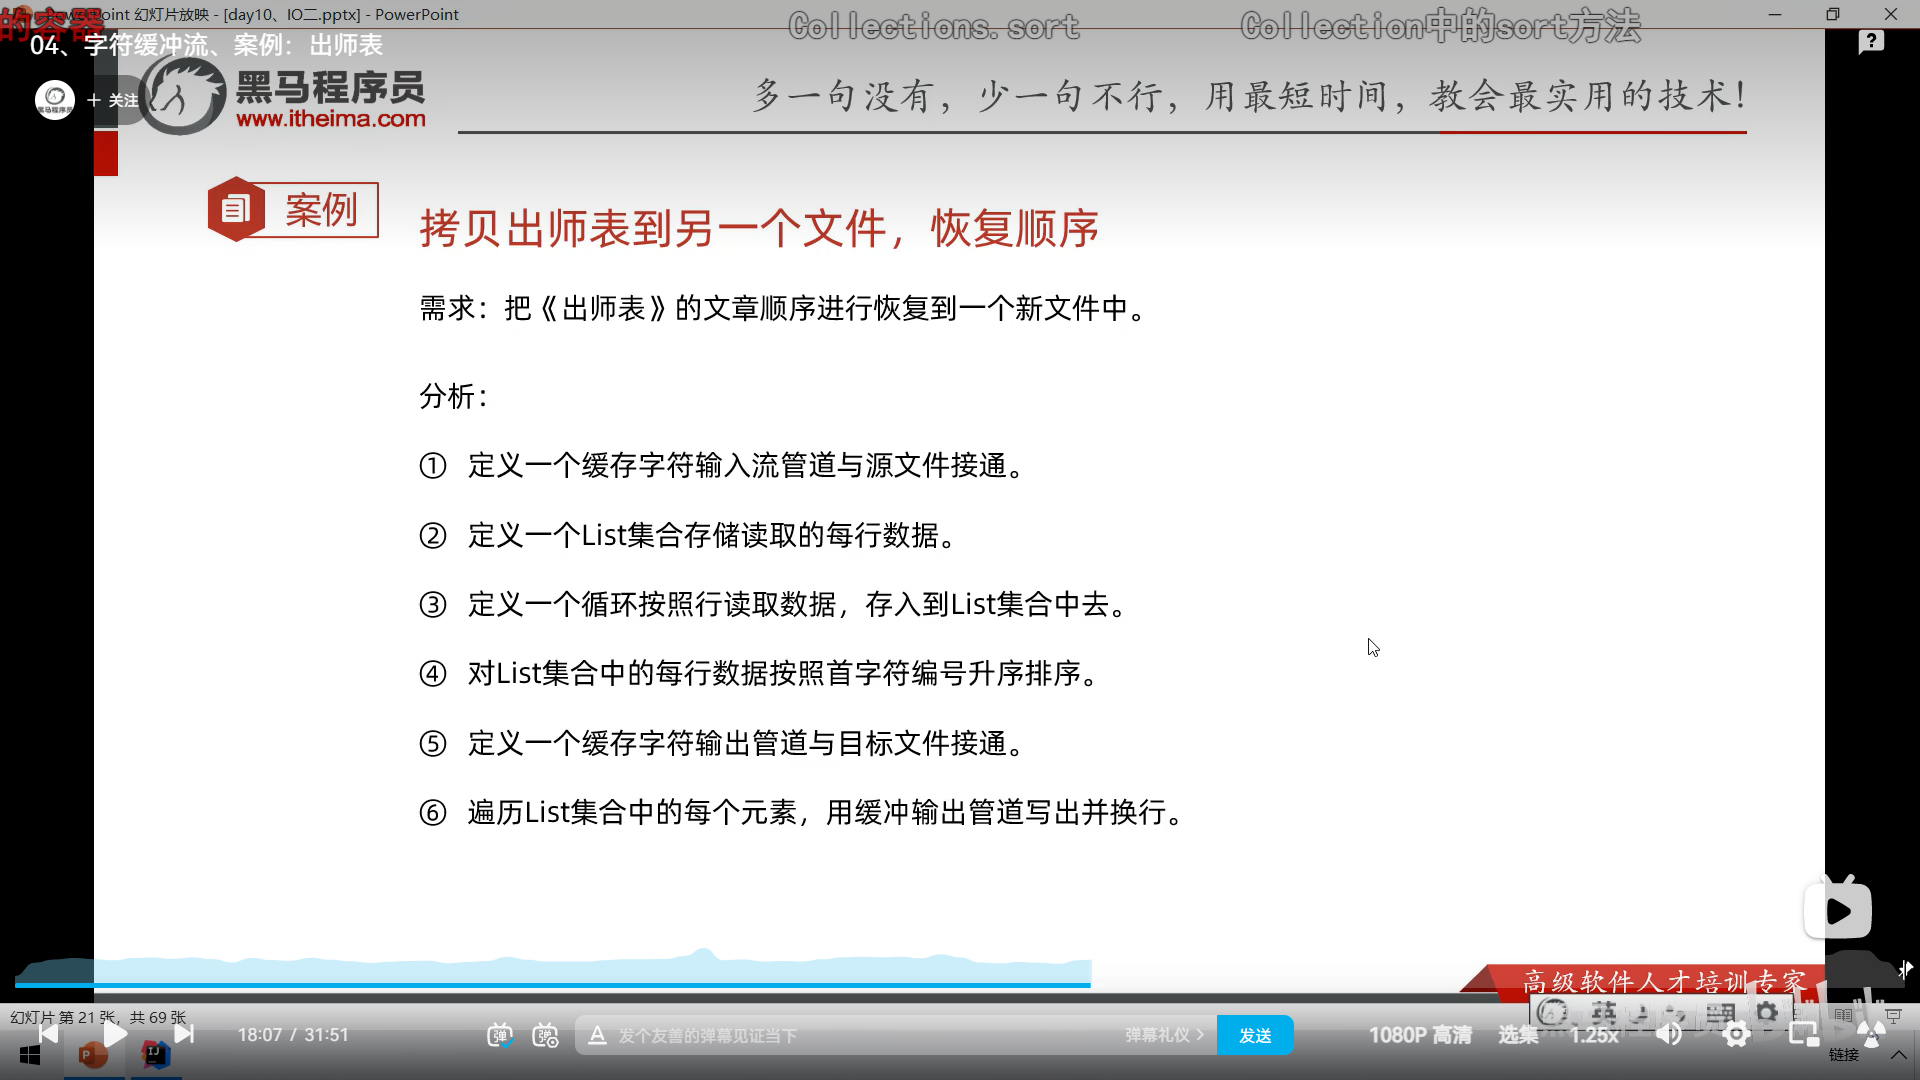 的容器
PowerPoint 幻灯片放映 - [day10、IO二.pptx] - PowerPoint
Collections.sort
Collection中的sort方法
04、字符缓冲流、案例：出师表
+ 关注
黑马程序员
www.itheima.com
多一句没有，少一句不行，用最短时间，教会最实用的技术！
案例
拷贝出师表到另一个文件，恢复顺序
需求：把《出师表》的文章顺序进行恢复到一个新文件中。
分析：
① 定义一个缓存字符输入流管道与源文件接通。
② 定义一个List集合存储读取的每行数据。
③ 定义一个循环按照行读取数据，存入到List集合中去。
④ 对List集合中的每行数据按照首字符编号升序排序。
⑤ 定义一个缓存字符输出管道与目标文件接通。
⑥ 遍历List集合中的每个元素，用缓冲输出管道写出并换行。
高级软件人才培训专家
幻灯片 第 21 张，共 69 张
英
18:07 / 31:51
弹
弹
A 发个友善的弹幕见证当下
弹幕礼仪 >
发送
1080P 高清
选集
1.25x
链接